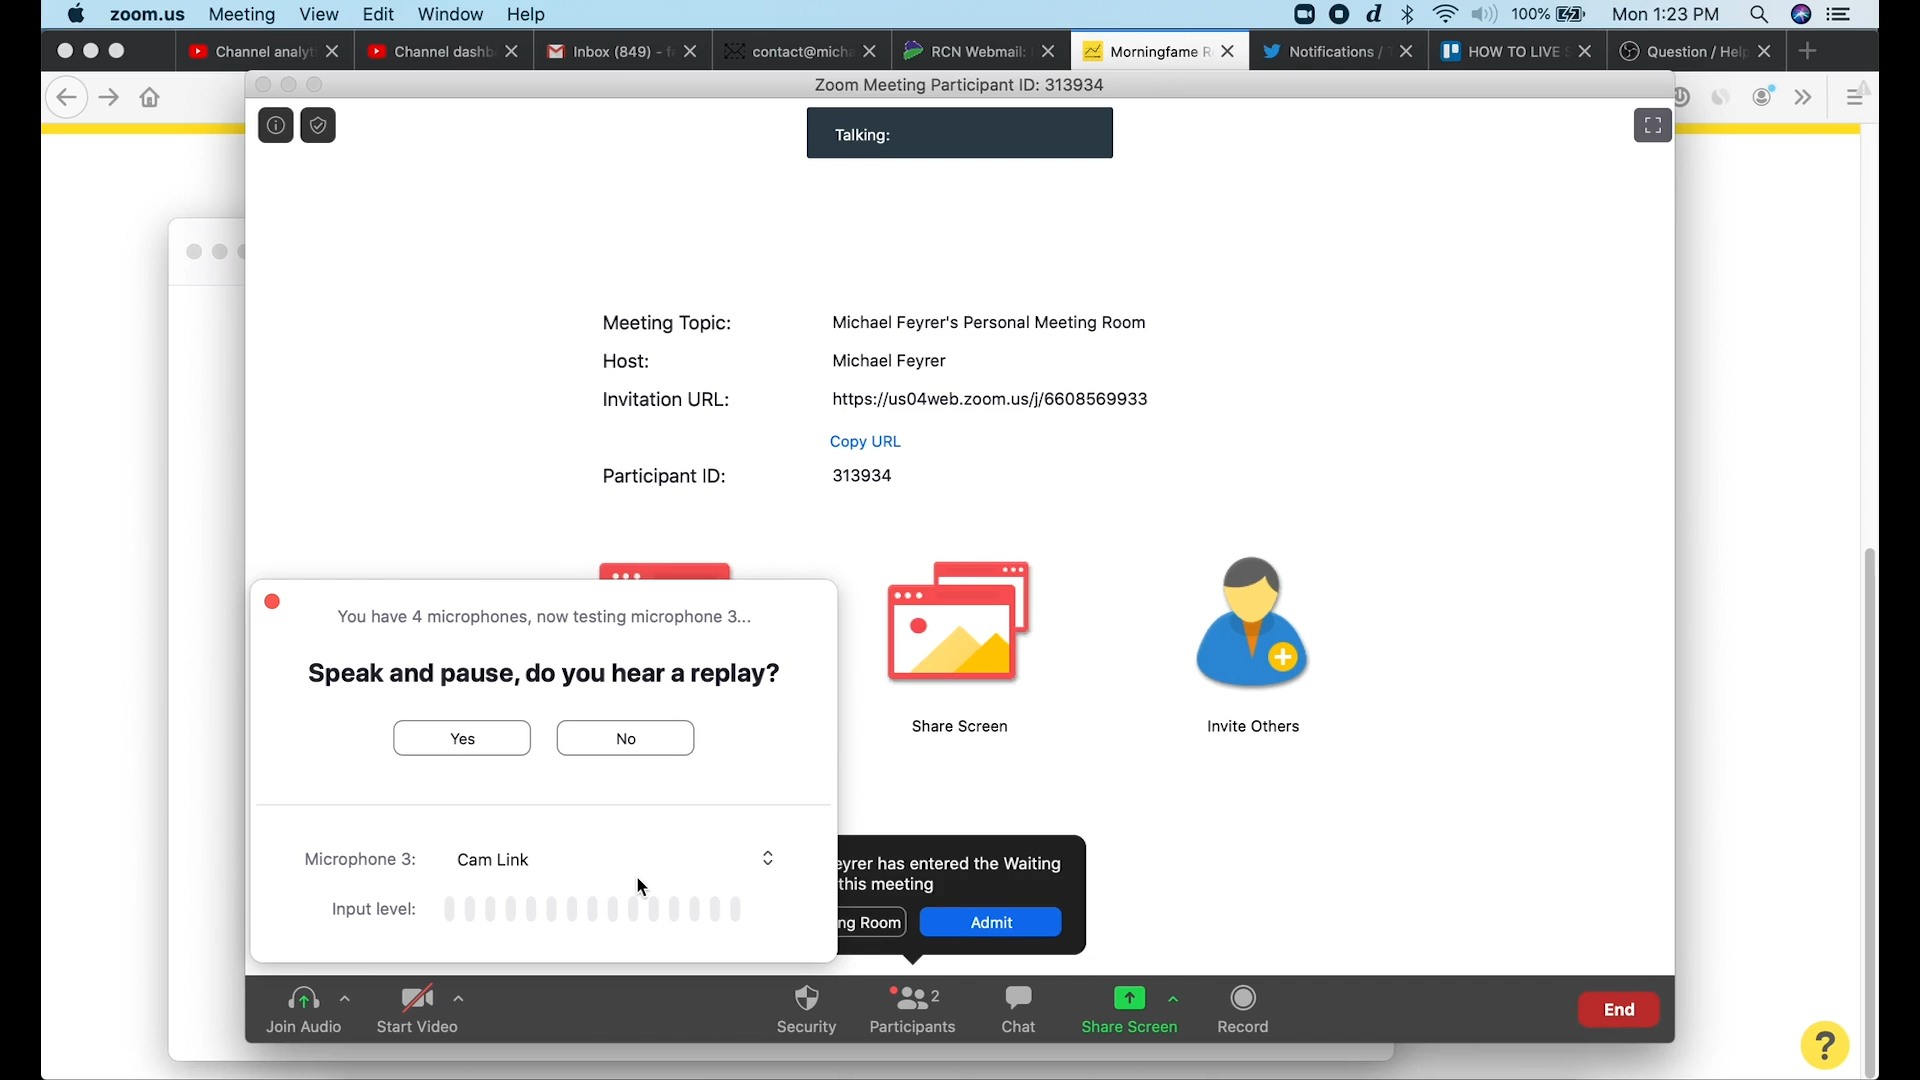 zoom.us Meeting View Edit Window Help 100% Mon 1:23 PM
Channel analyt Channel dashb Inbox (849) - f contact@mich RCN Webmail: Morningfame R Notifications / HOW TO LIVE Question / Hel
Zoom Meeting Participant ID: 313934
Talking:
Meeting Topic: Michael Feyrer's Personal Meeting Room
Host: Michael Feyrer
Invitation URL: https://us04web.zoom.us/j/6608569933
Copy URL
Participant ID: 313934
You have 4 microphones, now testing microphone 3...
Speak and pause, do you hear a replay?
Yes No
Share Screen Invite Others
Microphone 3: Cam Link
Input level:
eyrer has entered the Waiting
this meeting
ng Room Admit
Join Audio Start Video Security Participants 2 Chat Share Screen Record End
?